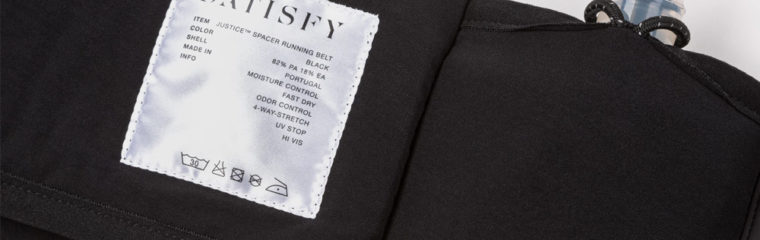 SATISFY
ITEM JUSTICE™ SPACER RUNNING BELT
COLOR BLACK
SHELL 82% PA 18% EA
MADE IN PORTUGAL
INFO MOISTURE CONTROL
FAST DRY
ODOR CONTROL
4-WAY-STRETCH
UV STOP
HI VIS
30